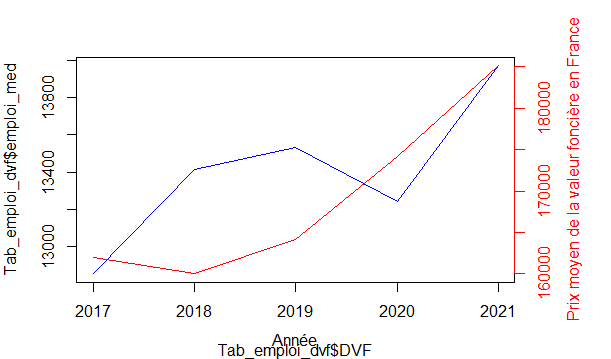 Tab_emploi_dvf$emploi_med
13000 13400 13800
160000 170000 180000
Prix moyen de la valeur foncière en France
2017 2018 2019 2020 2021
Année
Tab_emploi_dvf$DVF